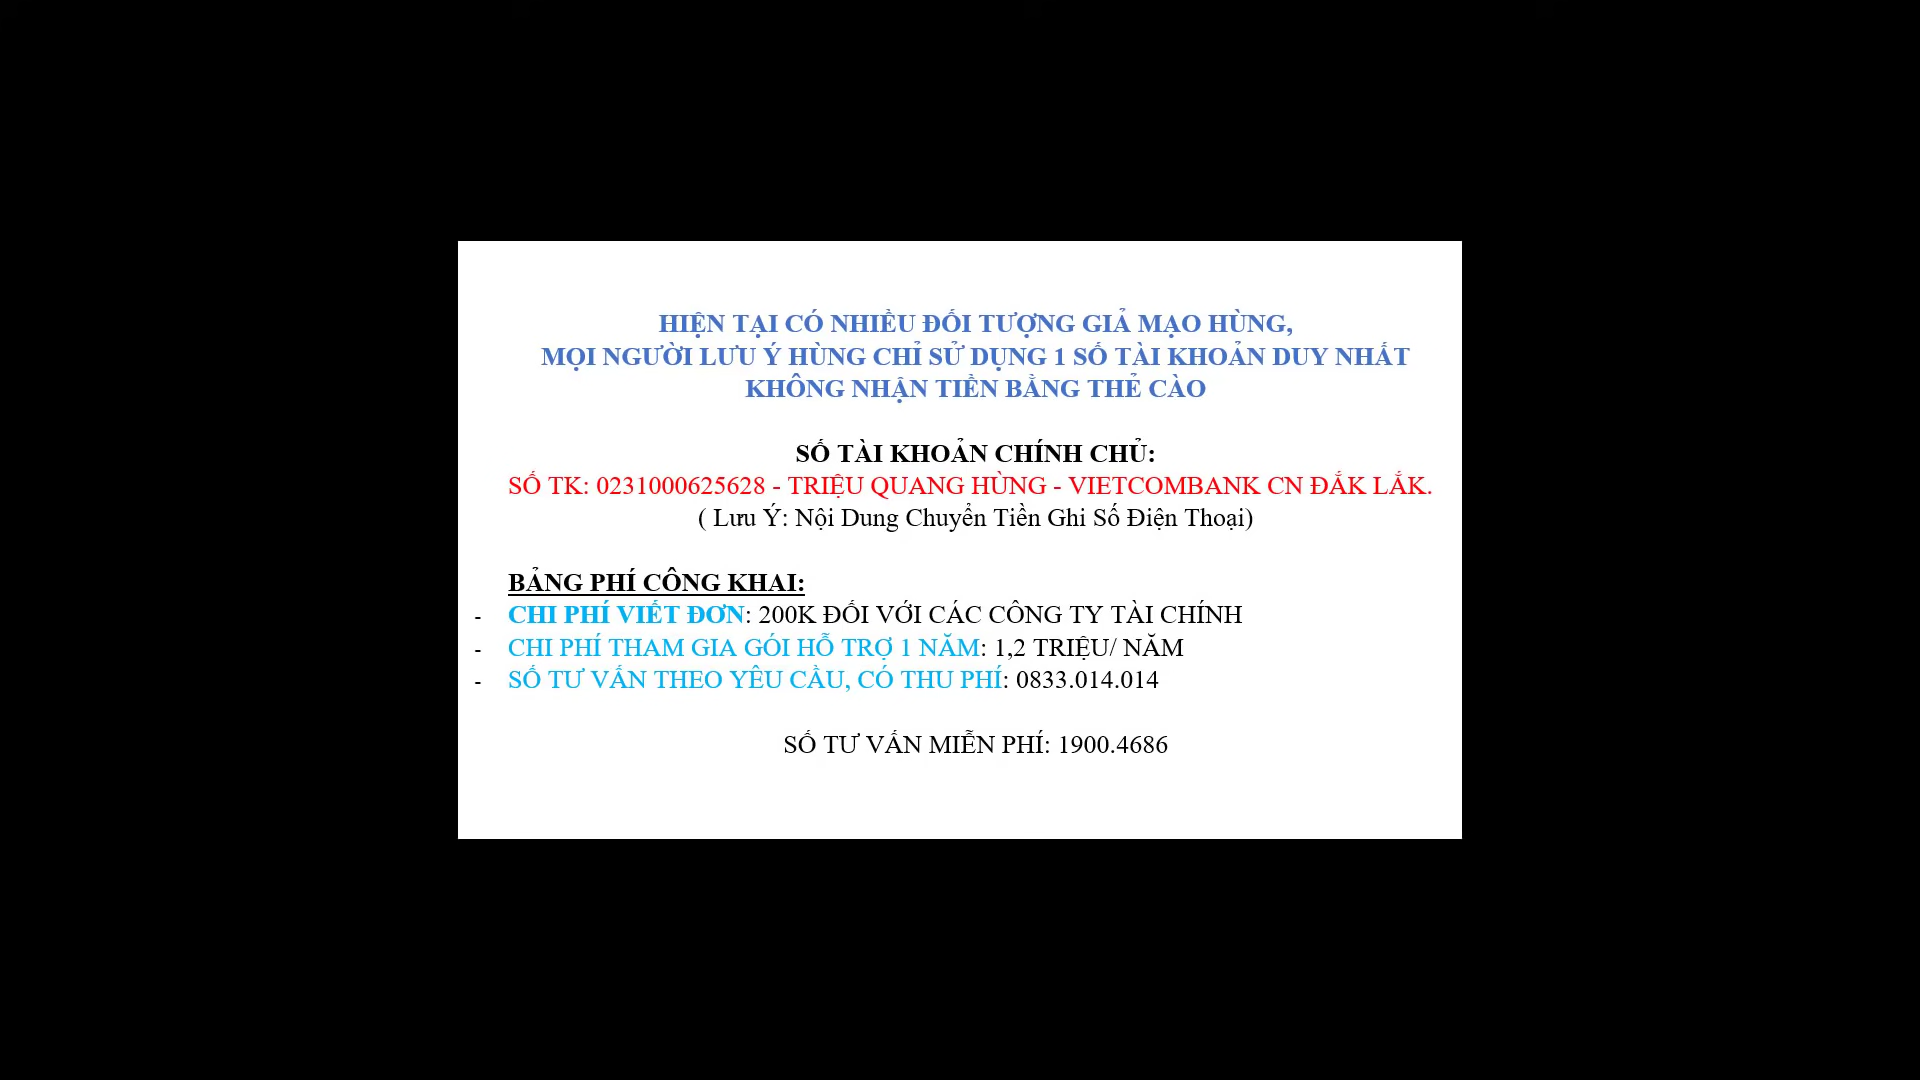 HIỆN TẠI CÓ NHIỀU ĐỐI TƯỢNG GIẢ MẠO HÙNG,
MỌI NGƯỜI LƯU Ý HÙNG CHỈ SỬ DỤNG 1 SỐ TÀI KHOẢN DUY NHẤT
KHÔNG NHẬN TIỀN BẰNG THẺ CÀO
SỐ TÀI KHOẢN CHÍNH CHỦ:
SỐ TK: 0231000625628 - TRIỆU QUANG HÙNG - VIETCOMBANK CN ĐẮK LẮK.
( Lưu Ý: Nội Dung Chuyển Tiền Ghi Số Điện Thoại)
BẢNG PHÍ CÔNG KHAI:
- CHI PHÍ VIẾT ĐƠN: 200K ĐỐI VỚI CÁC CÔNG TY TÀI CHÍNH
- CHI PHÍ THAM GIA GÓI HỖ TRỢ 1 NĂM: 1,2 TRIỆU/ NĂM
- SỐ TƯ VẤN THEO YÊU CẦU, CÓ THU PHÍ: 0833.014.014
SỐ TƯ VẤN MIỄN PHÍ: 1900.4686